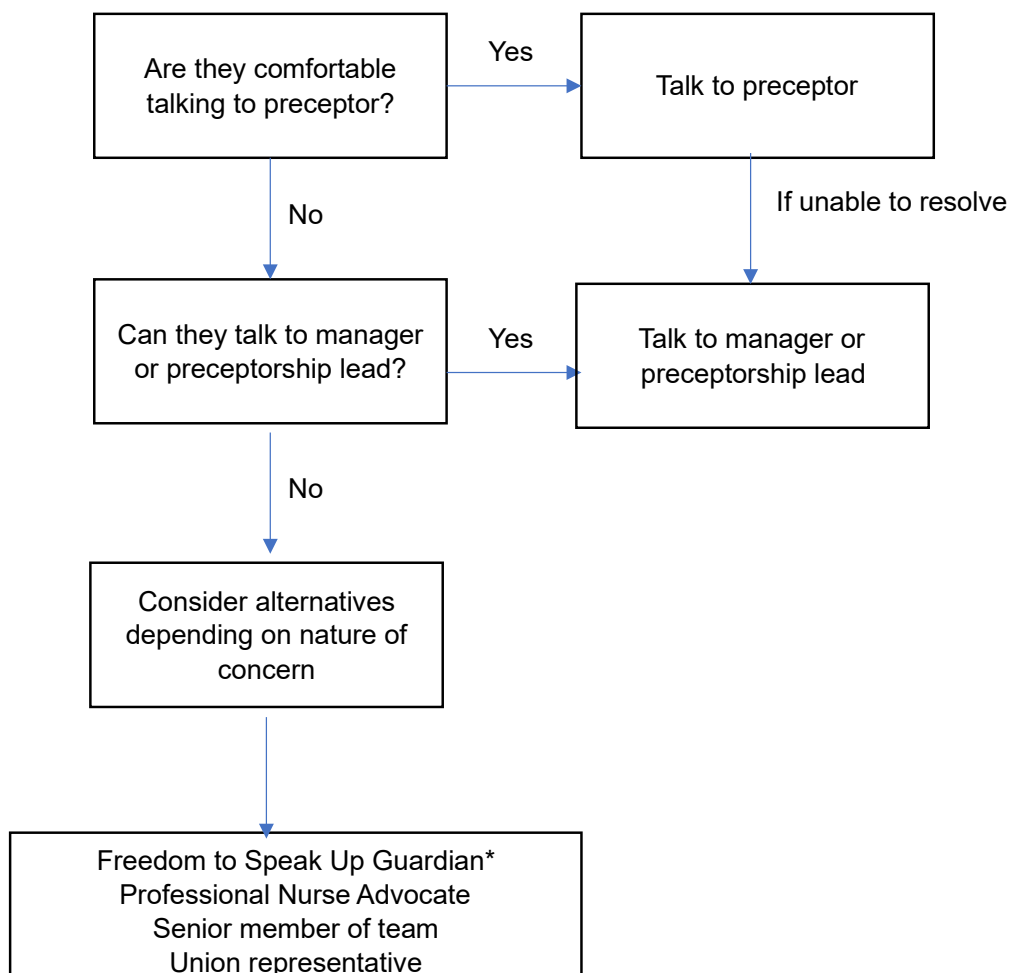 Are they comfortable
talking to preceptor?
Yes
Talk to preceptor
No
If unable to resolve
Can they talk to manager
or preceptorship lead?
Yes
Talk to manager or
preceptorship lead
No
Consider alternatives
depending on nature of
concern
Freedom to Speak Up Guardian*
Professional Nurse Advocate
Senior member of team
Union representative